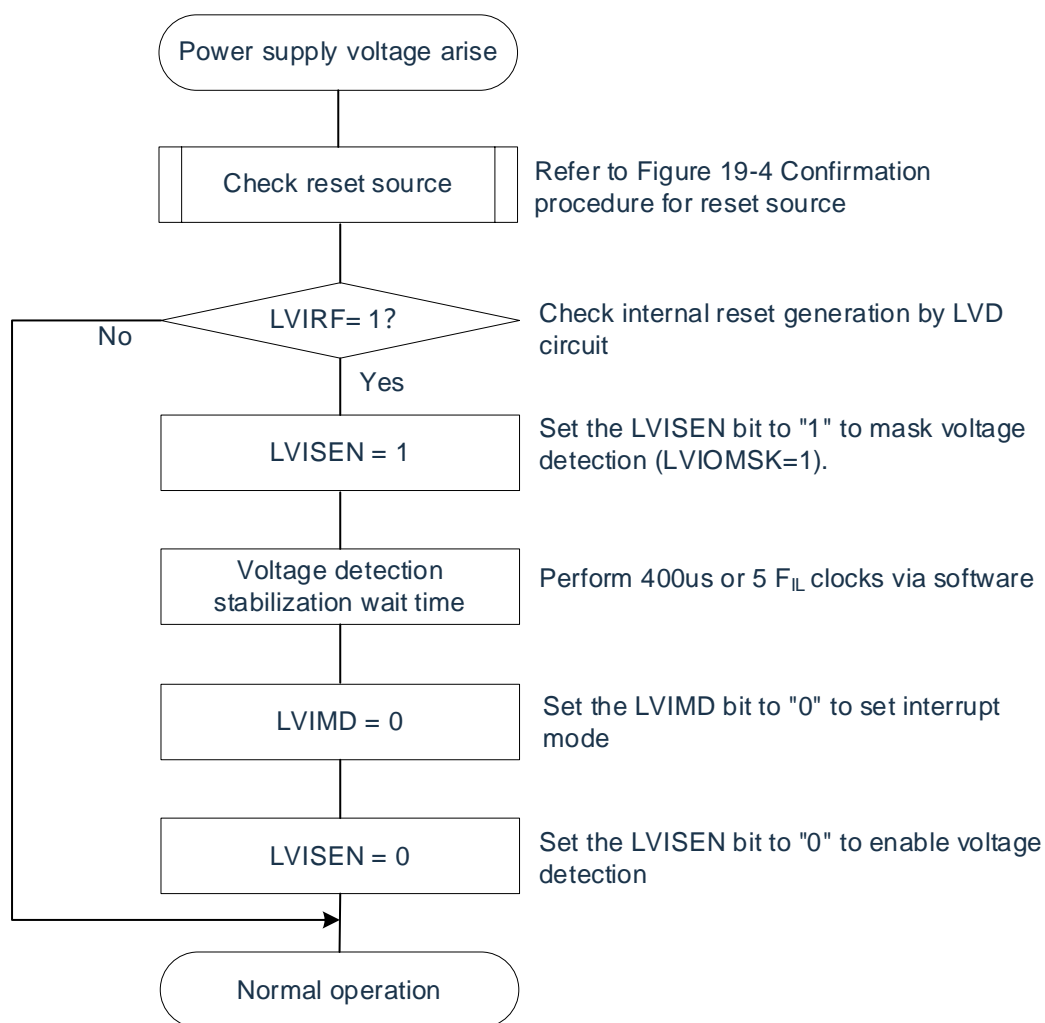 Power supply voltage arise
Check reset source
Refer to Figure 19-4 Confirmation
procedure for reset source
LVIRF= 1?
Check internal reset generation by LVD
circuit
No
Yes
LVISEN = 1
Set the LVISEN bit to "1" to mask voltage
detection (LVIOMSK=1).
Voltage detection
stabilization wait time
Perform 400us or 5 FIL clocks via software
LVIMD = 0
Set the LVIMD bit to "0" to set interrupt
mode
LVISEN = 0
Set the LVISEN bit to "0" to enable voltage
detection
Normal operation